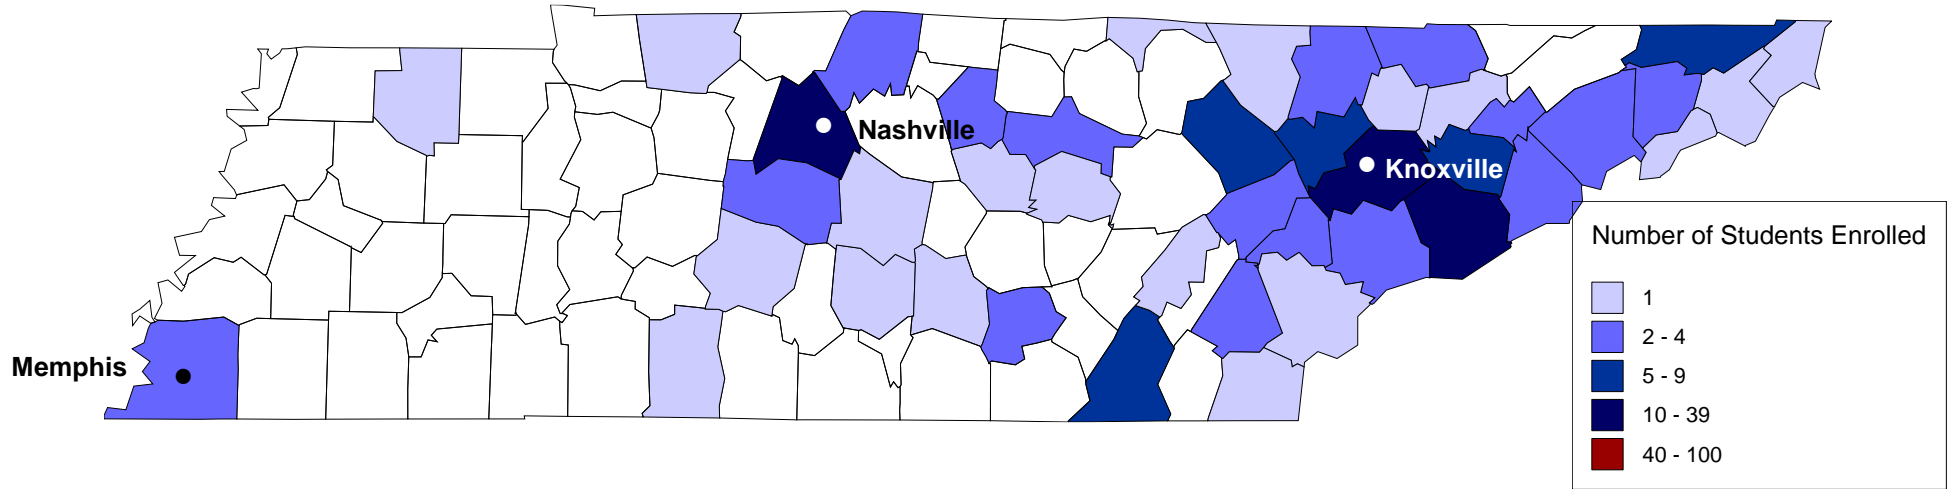 Nashville
Knoxville
Memphis
Number of Students Enrolled
1
2 - 4
5 - 9
10 - 39
40 - 100